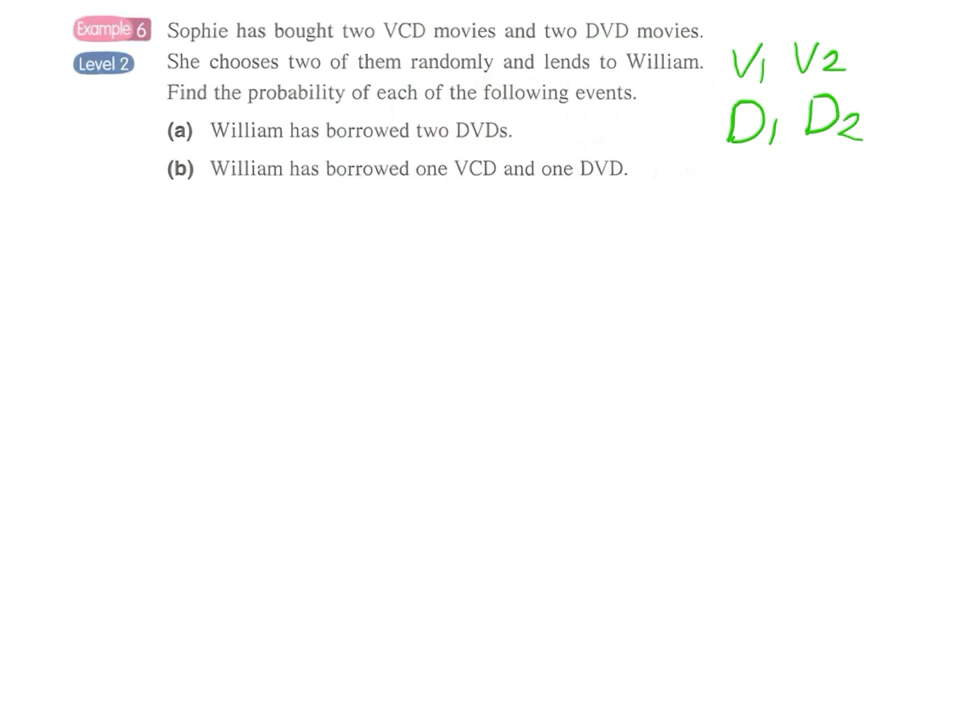 Example 6 Sophie has bought two VCD movies and two DVD movies.
Level 2 She chooses two of them randomly and lends to William.
Find the probability of each of the following events.
(a) William has borrowed two DVDs.
(b) William has borrowed one VCD and one DVD.
V1 V2
D1 D2